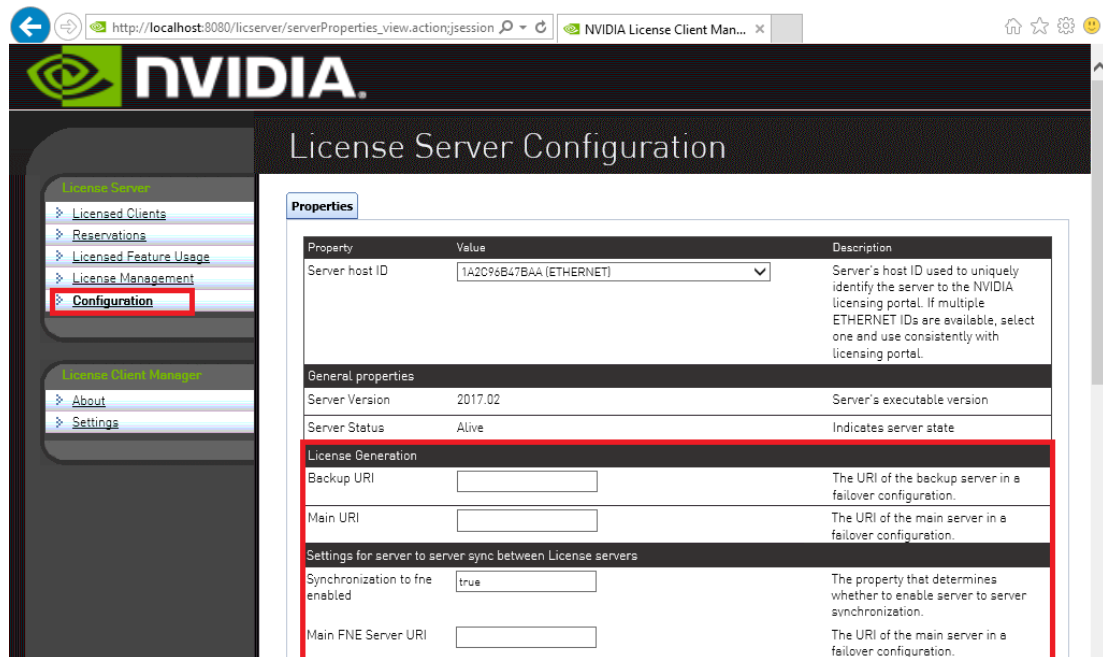 http://localhost:8080/licserver/serverProperties_view.action;jsession
NVIDIA License Client Man...
NVIDIA.
License Server Configuration
License Server
Licensed Clients
Reservations
Licensed Feature Usage
License Management
Configuration
License Client Manager
About
Settings
Properties
Property Value Description
Server host ID 1A2C96B47BAA (ETHERNET) Server's host ID used to uniquely
identify the server to the NVIDIA
licensing portal. If multiple
ETHERNET IDs are available, select
one and use consistently with
licensing portal.
General properties
Server Version 2017.02 Server's executable version
Server Status Alive Indicates server state
License Generation
Backup URI The URI of the backup server in a
failover configuration.
Main URI The URI of the main server in a
failover configuration.
Settings for server to server sync between License servers
Synchronization to fne true The property that determines
enabled whether to enable server to server
synchronization.
Main FNE Server URI The URI of the main server in a
failover configuration.